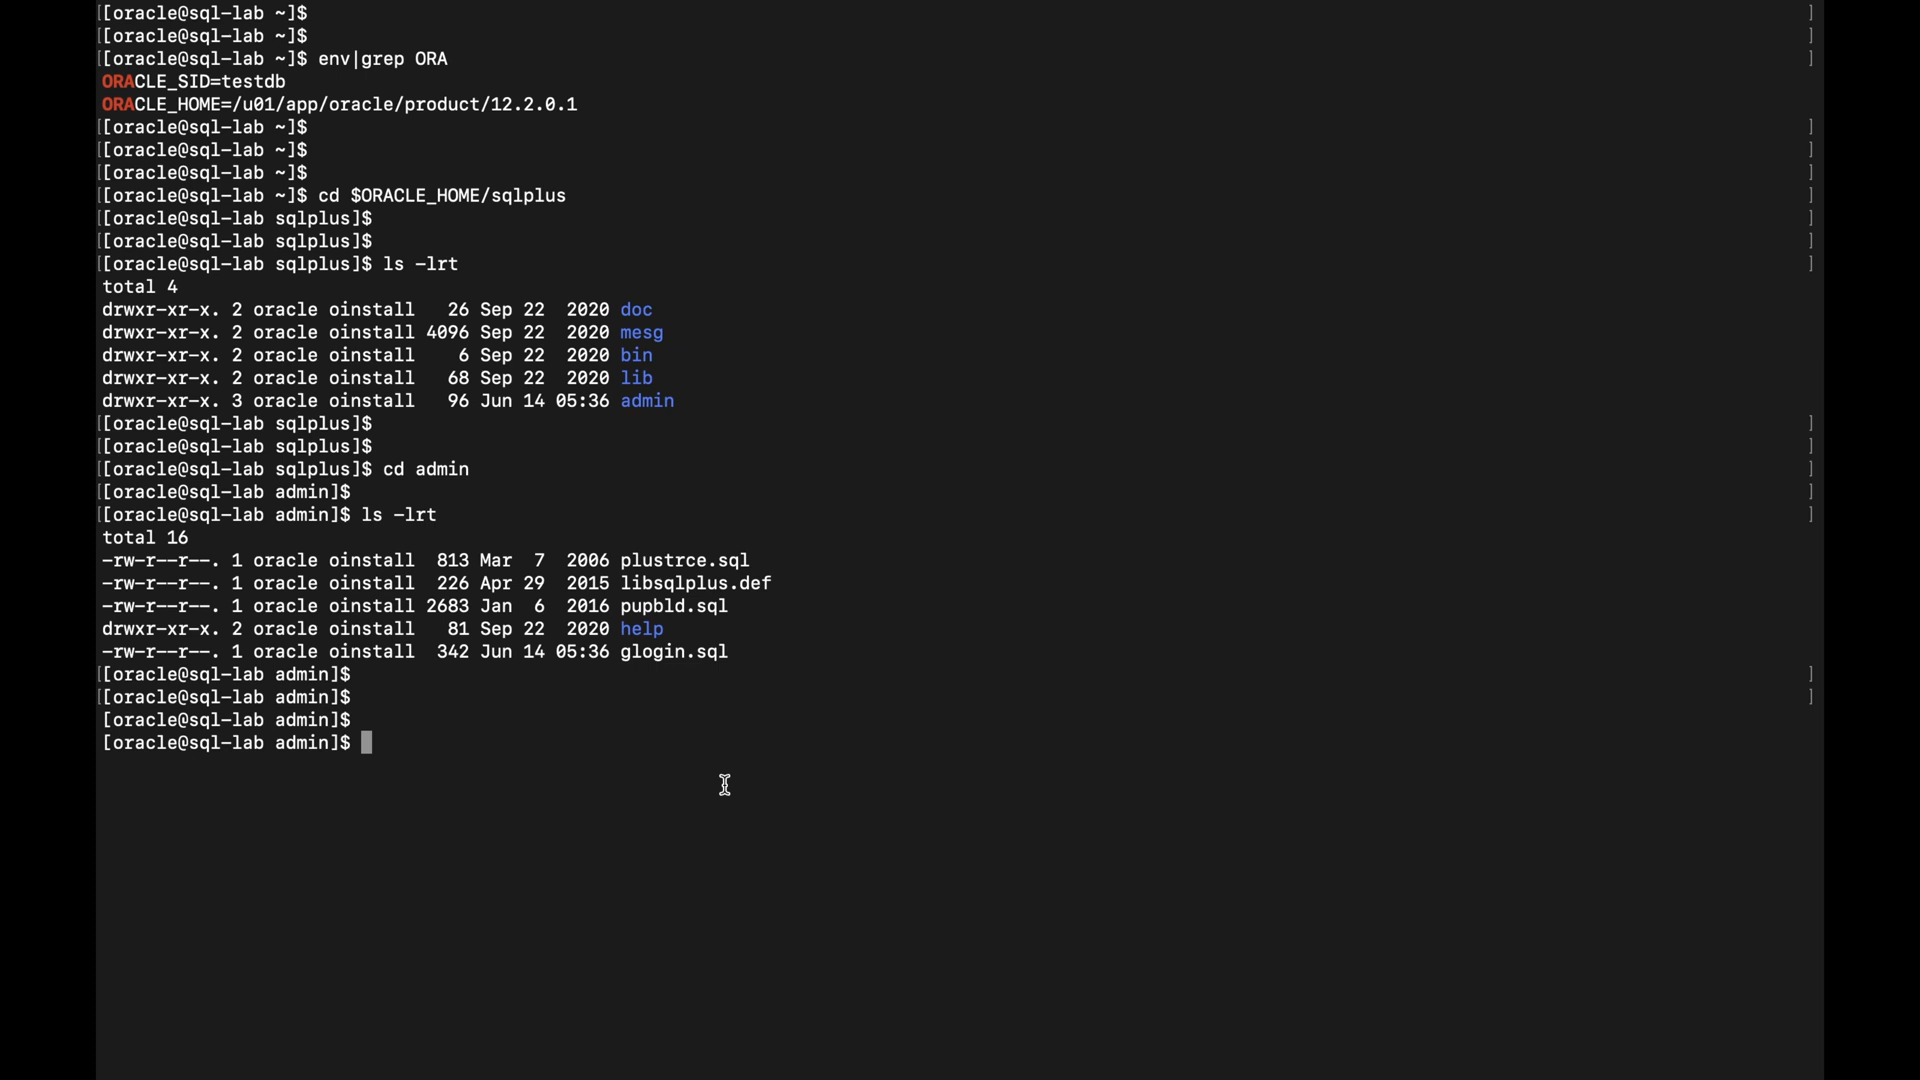 [[oracle@sql-lab ~]$ ]
[[oracle@sql-lab ~]$ ]
[[oracle@sql-lab ~]$ env|grep ORA ]
ORACLE_SID=testdb
ORACLE_HOME=/u01/app/oracle/product/12.2.0.1
[[oracle@sql-lab ~]$ ]
[[oracle@sql-lab ~]$ ]
[[oracle@sql-lab ~]$ ]
[[oracle@sql-lab ~]$ cd $ORACLE_HOME/sqlplus ]
[[oracle@sql-lab sqlplus]$ ]
[[oracle@sql-lab sqlplus]$ ]
[[oracle@sql-lab sqlplus]$ ls -lrt ]
total 4
drwxr-xr-x. 2 oracle oinstall   26 Sep 22  2020 doc
drwxr-xr-x. 2 oracle oinstall 4096 Sep 22  2020 mesg
drwxr-xr-x. 2 oracle oinstall    6 Sep 22  2020 bin
drwxr-xr-x. 2 oracle oinstall   68 Sep 22  2020 lib
drwxr-xr-x. 3 oracle oinstall   96 Jun 14 05:36 admin
[[oracle@sql-lab sqlplus]$ ]
[[oracle@sql-lab sqlplus]$ ]
[[oracle@sql-lab sqlplus]$ cd admin ]
[[oracle@sql-lab admin]$ ]
[[oracle@sql-lab admin]$ ls -lrt ]
total 16
-rw-r--r--. 1 oracle oinstall  813 Mar  7  2006 plustrce.sql
-rw-r--r--. 1 oracle oinstall  226 Apr 29  2015 libsqlplus.def
-rw-r--r--. 1 oracle oinstall 2683 Jan  6  2016 pupbld.sql
drwxr-xr-x. 2 oracle oinstall   81 Sep 22  2020 help
-rw-r--r--. 1 oracle oinstall  342 Jun 14 05:36 glogin.sql
[[oracle@sql-lab admin]$ ]
[[oracle@sql-lab admin]$ ]
[oracle@sql-lab admin]$
[oracle@sql-lab admin]$